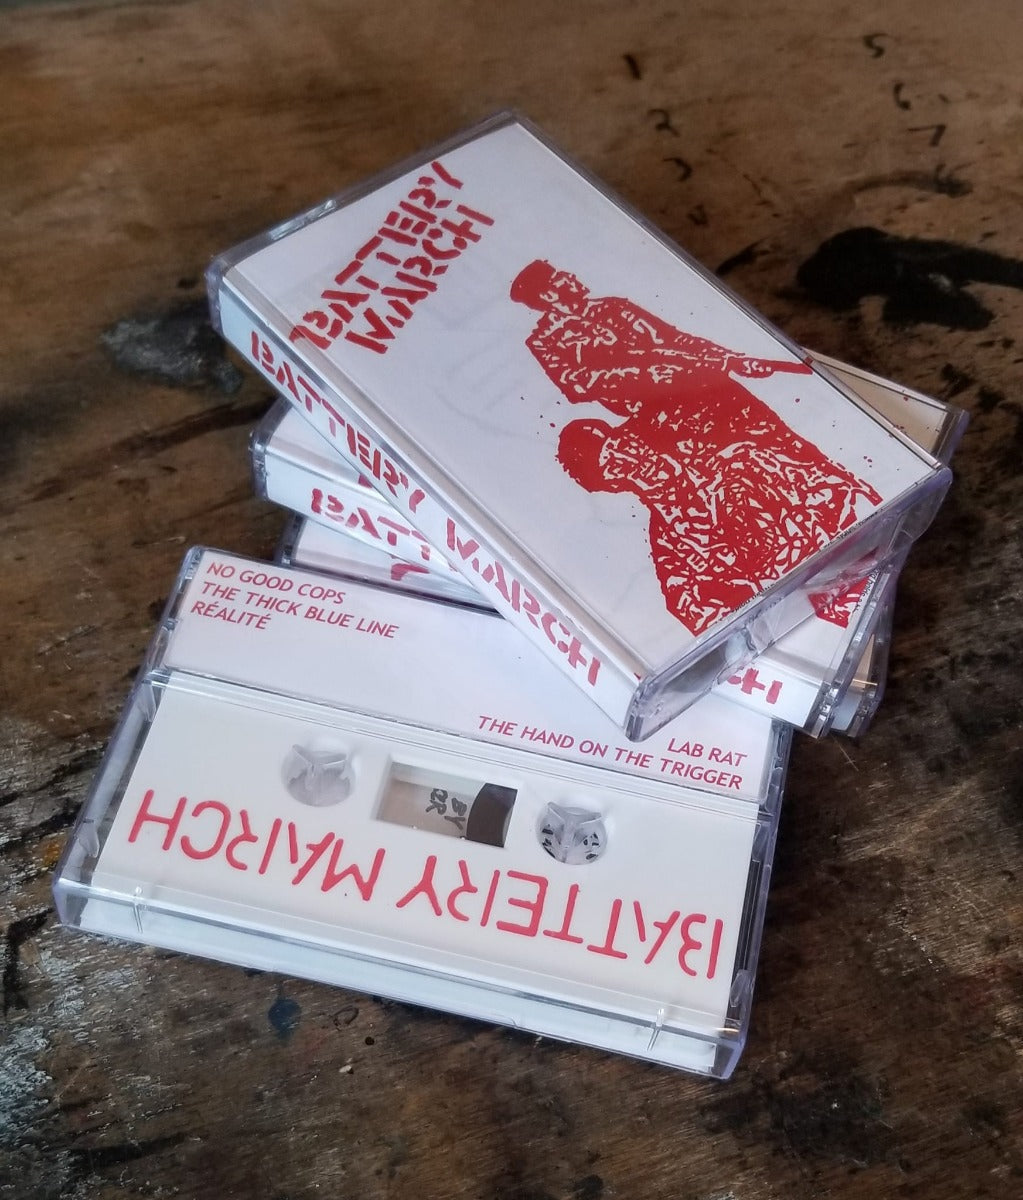 BATTERY
MARCH
BATTERY MARCH
BATT
NO GOOD COPS
THE THICK BLUE LINE
RÉALITÉ
LAB RAT
THE HAND ON THE TRIGGER
BATTERY MARCH